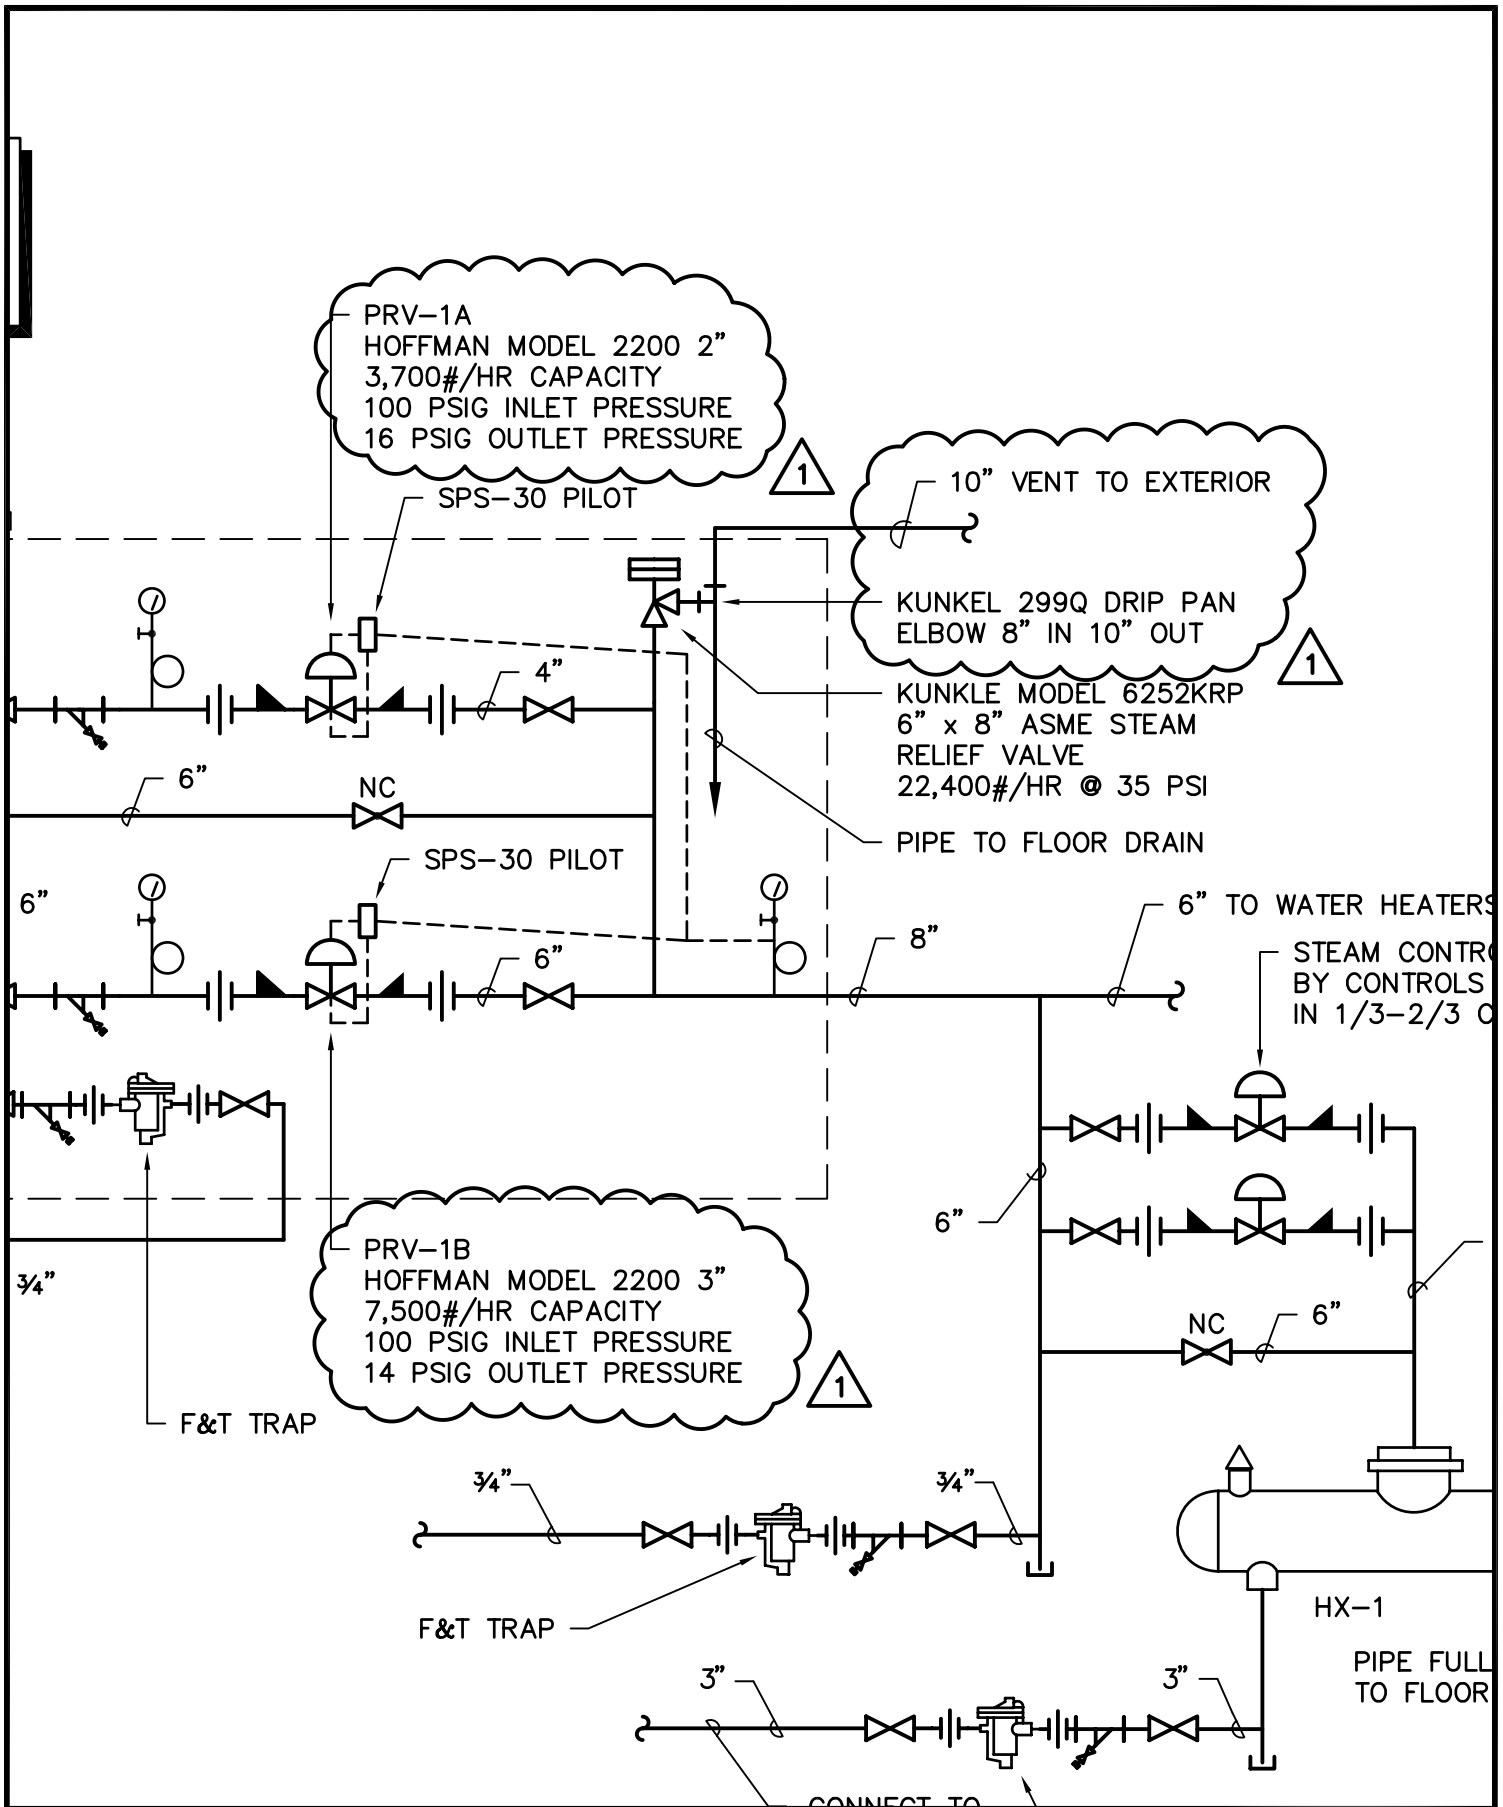 PRV-1A
HOFFMAN MODEL 2200 2"
3,700#/HR CAPACITY
100 PSIG INLET PRESSURE
16 PSIG OUTLET PRESSURE
1
SPS-30 PILOT
10" VENT TO EXTERIOR
KUNKEL 299Q DRIP PAN
ELBOW 8" IN 10" OUT
1
KUNKLE MODEL 6252KRP
6" x 8" ASME STEAM
RELIEF VALVE
22,400#/HR @ 35 PSI
PIPE TO FLOOR DRAIN
4"
6"
NC
SPS-30 PILOT
6"
6"
8"
6" TO WATER HEATERS
STEAM CONTRO
BY CONTROLS
IN 1/3-2/3
6"
3/4"
PRV-1B
HOFFMAN MODEL 2200 3"
7,500#/HR CAPACITY
100 PSIG INLET PRESSURE
14 PSIG OUTLET PRESSURE
1
NC
6"
F&T TRAP
3/4"
3/4"
F&T TRAP
HX-1
PIPE FULL
TO FLOOR
3"
3"
CONNECT TO